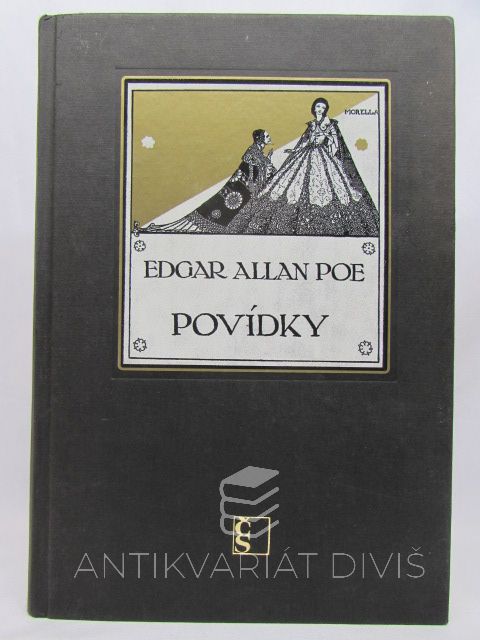 MORELLA
EDGAR ALLAN POE
POVÍDKY
Č
S
ANTIKVARIÁT DIVIŠ